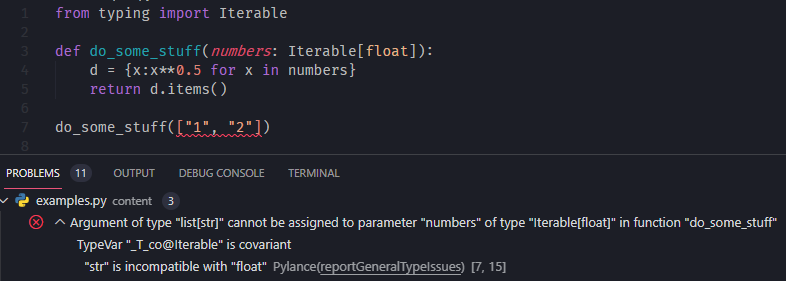 1 from typing import Iterable
2
3 def do_some_stuff(numbers: Iterable[float]):
4     d = {x:x**0.5 for x in numbers}
5     return d.items()
6
7 do_some_stuff(["1", "2"])
8
PROBLEMS 11 OUTPUT DEBUG CONSOLE TERMINAL
examples.py content 3
Argument of type "list[str]" cannot be assigned to parameter "numbers" of type "Iterable[float]" in function "do_some_stuff"
TypeVar "_T_co@Iterable" is covariant
"str" is incompatible with "float" Pylance(reportGeneralTypeIssues) [7, 15]